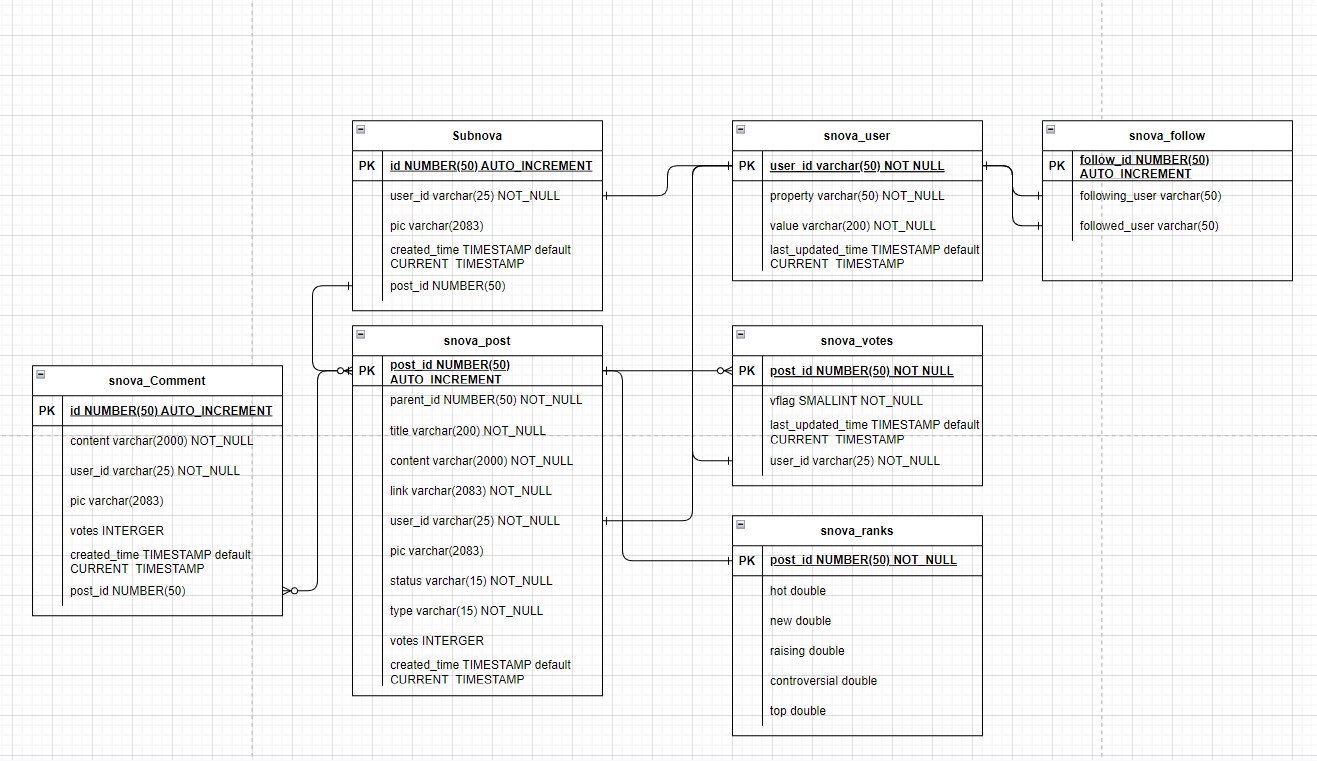 Subnova
PK
id NUMBER(50) AUTO_INCREMENT
user_id varchar(25) NOT_NULL
pic varchar(2083)
created_time TIMESTAMP default
CURRENT_TIMESTAMP
post_id NUMBER(50)
snova_user
PK
user_id varchar(50) NOT NULL
property varchar(50) NOT_NULL
value varchar(200) NOT_NULL
last_updated_time TIMESTAMP default
CURRENT_TIMESTAMP
snova_follow
PK
follow_id NUMBER(50)
AUTO_INCREMENT
following_user varchar(50)
followed_user varchar(50)
snova_Comment
PK
id NUMBER(50) AUTO_INCREMENT
content varchar(2000) NOT_NULL
user_id varchar(25) NOT_NULL
pic varchar(2083)
votes INTERGER
created_time TIMESTAMP default
CURRENT_TIMESTAMP
post_id NUMBER(50)
snova_post
PK
post_id NUMBER(50)
AUTO_INCREMENT
parent_id NUMBER(50) NOT_NULL
title varchar(200) NOT_NULL
content varchar(2000) NOT_NULL
link varchar(2083) NOT_NULL
user_id varchar(25) NOT_NULL
pic varchar(2083)
status varchar(15) NOT_NULL
type varchar(15) NOT_NULL
votes INTERGER
created_time TIMESTAMP default
CURRENT_TIMESTAMP
snova_votes
PK
post_id NUMBER(50) NOT NULL
vflag SMALLINT NOT_NULL
last_updated_time TIMESTAMP default
CURRENT_TIMESTAMP
user_id varchar(25) NOT_NULL
snova_ranks
PK
post_id NUMBER(50) NOT_NULL
hot double
new double
raising double
controversial double
top double